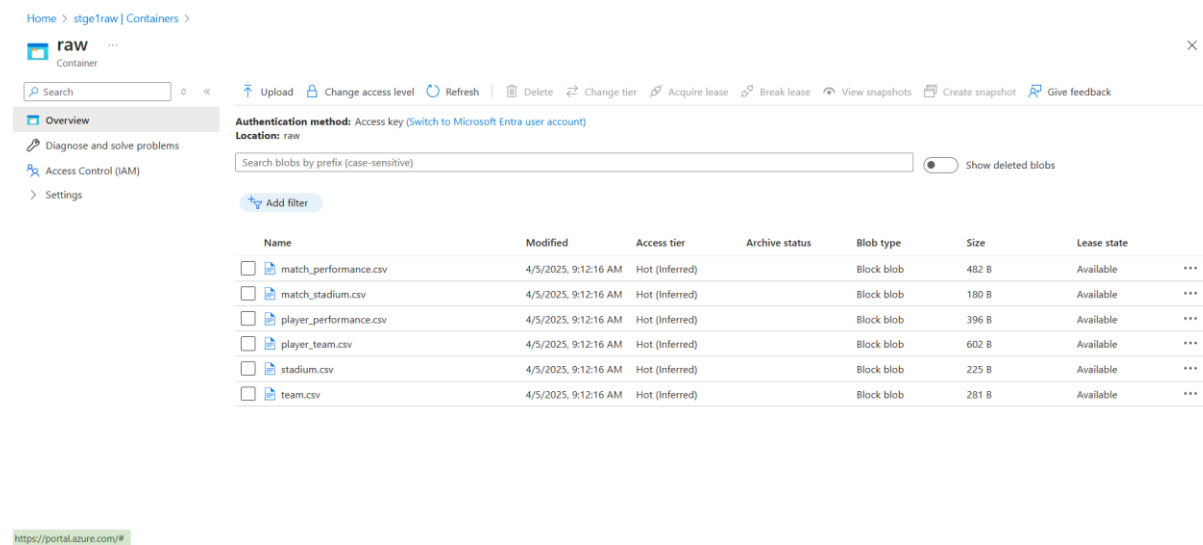 Home > stge1raw | Containers >
raw ...
Container
Search
Overview
Diagnose and solve problems
Access Control (IAM)
Settings
Upload Change access level Refresh Delete Change tier Acquire lease Break lease View snapshots Create snapshot Give feedback
Authentication method: Access key (Switch to Microsoft Entra user account)
Location: raw
Search blobs by prefix (case-sensitive)
Show deleted blobs
Add filter
Name Modified Access tier Archive status Blob type Size Lease state
match_performance.csv 4/5/2025, 9:12:16 AM Hot (Inferred) Block blob 482 B Available ...
match_stadium.csv 4/5/2025, 9:12:16 AM Hot (Inferred) Block blob 180 B Available ...
player_performance.csv 4/5/2025, 9:12:16 AM Hot (Inferred) Block blob 396 B Available ...
player_team.csv 4/5/2025, 9:12:16 AM Hot (Inferred) Block blob 602 B Available ...
stadium.csv 4/5/2025, 9:12:16 AM Hot (Inferred) Block blob 225 B Available ...
team.csv 4/5/2025, 9:12:16 AM Hot (Inferred) Block blob 281 B Available ...
https://portal.azure.com/#